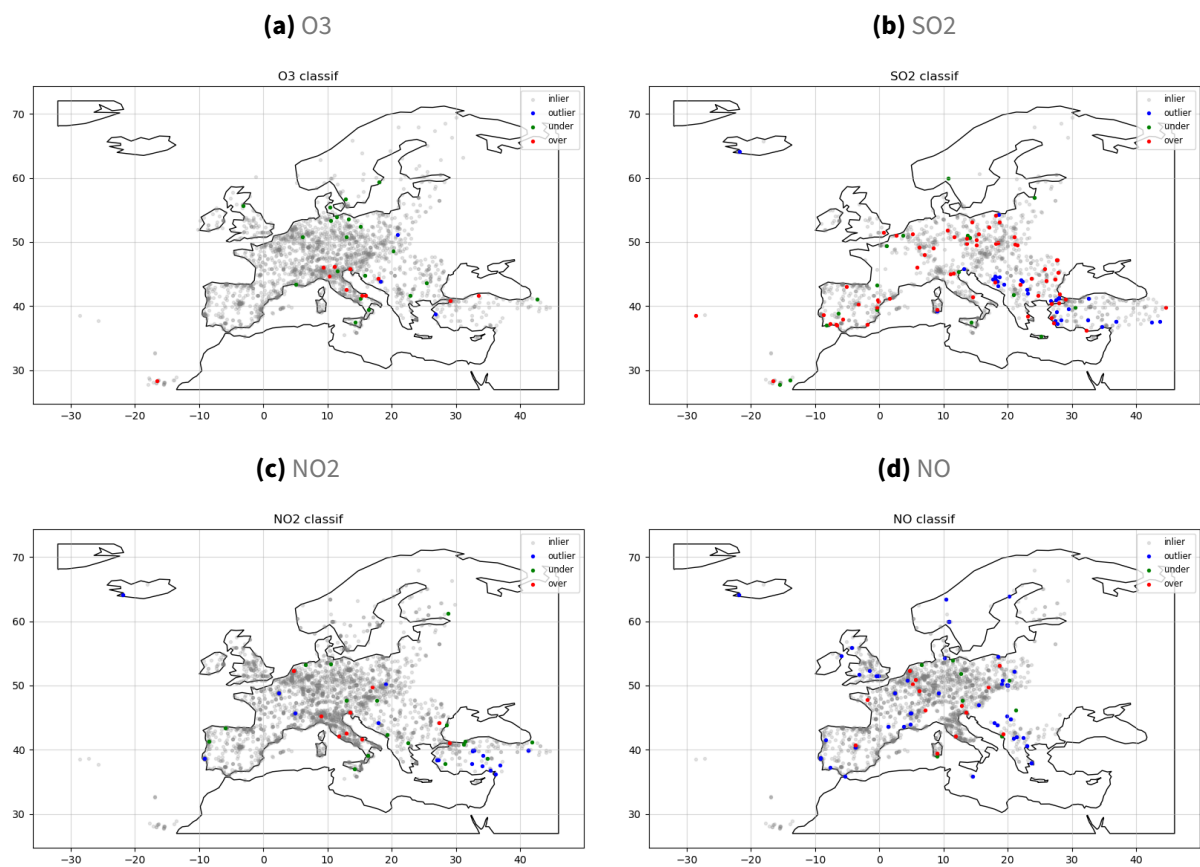 (a) O3
(b) SO2
O3 classif
inlier
outlier
under
over
70
60
50
40
30
−30
−20
−10
0
10
20
30
40
SO2 classif
inlier
outlier
under
over
70
60
50
40
30
−30
−20
−10
0
10
20
30
40
(c) NO2
(d) NO
NO2 classif
inlier
outlier
under
over
70
60
50
40
30
−30
−20
−10
0
10
20
30
40
NO classif
inlier
outlier
under
over
70
60
50
40
30
−30
−20
−10
0
10
20
30
40